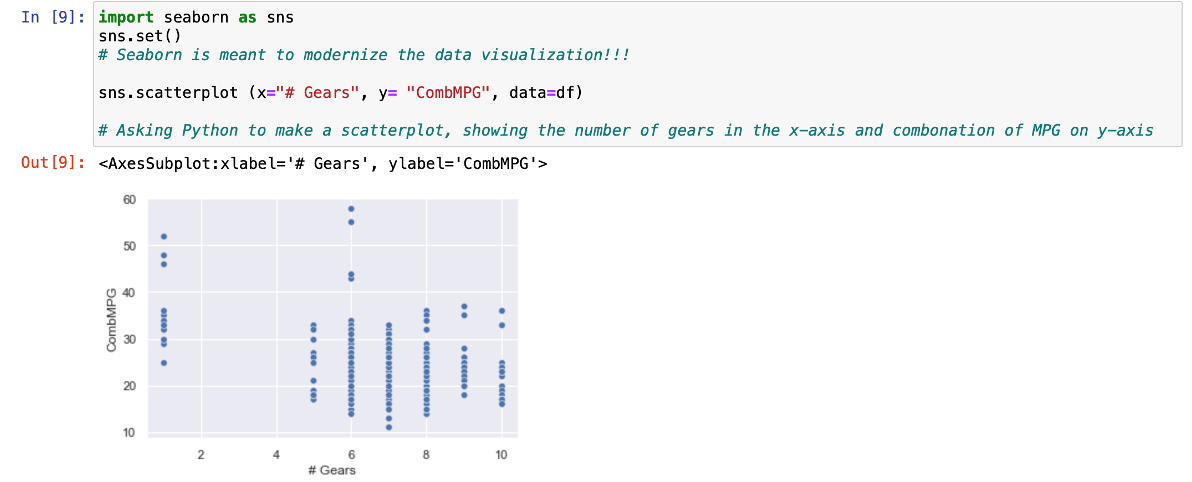 In [9]: import seaborn as sns
sns.set()
# Seaborn is meant to modernize the data visualization!!!
sns.scatterplot (x="# Gears", y= "CombMPG", data=df)
# Asking Python to make a scatterplot, showing the number of gears in the x-axis and combonation of MPG on y-axis
Out[9]: <AxesSubplot:xlabel='# Gears', ylabel='CombMPG'>
60
50
40
30
20
10
CombMPG
2 4 6 8 10
# Gears